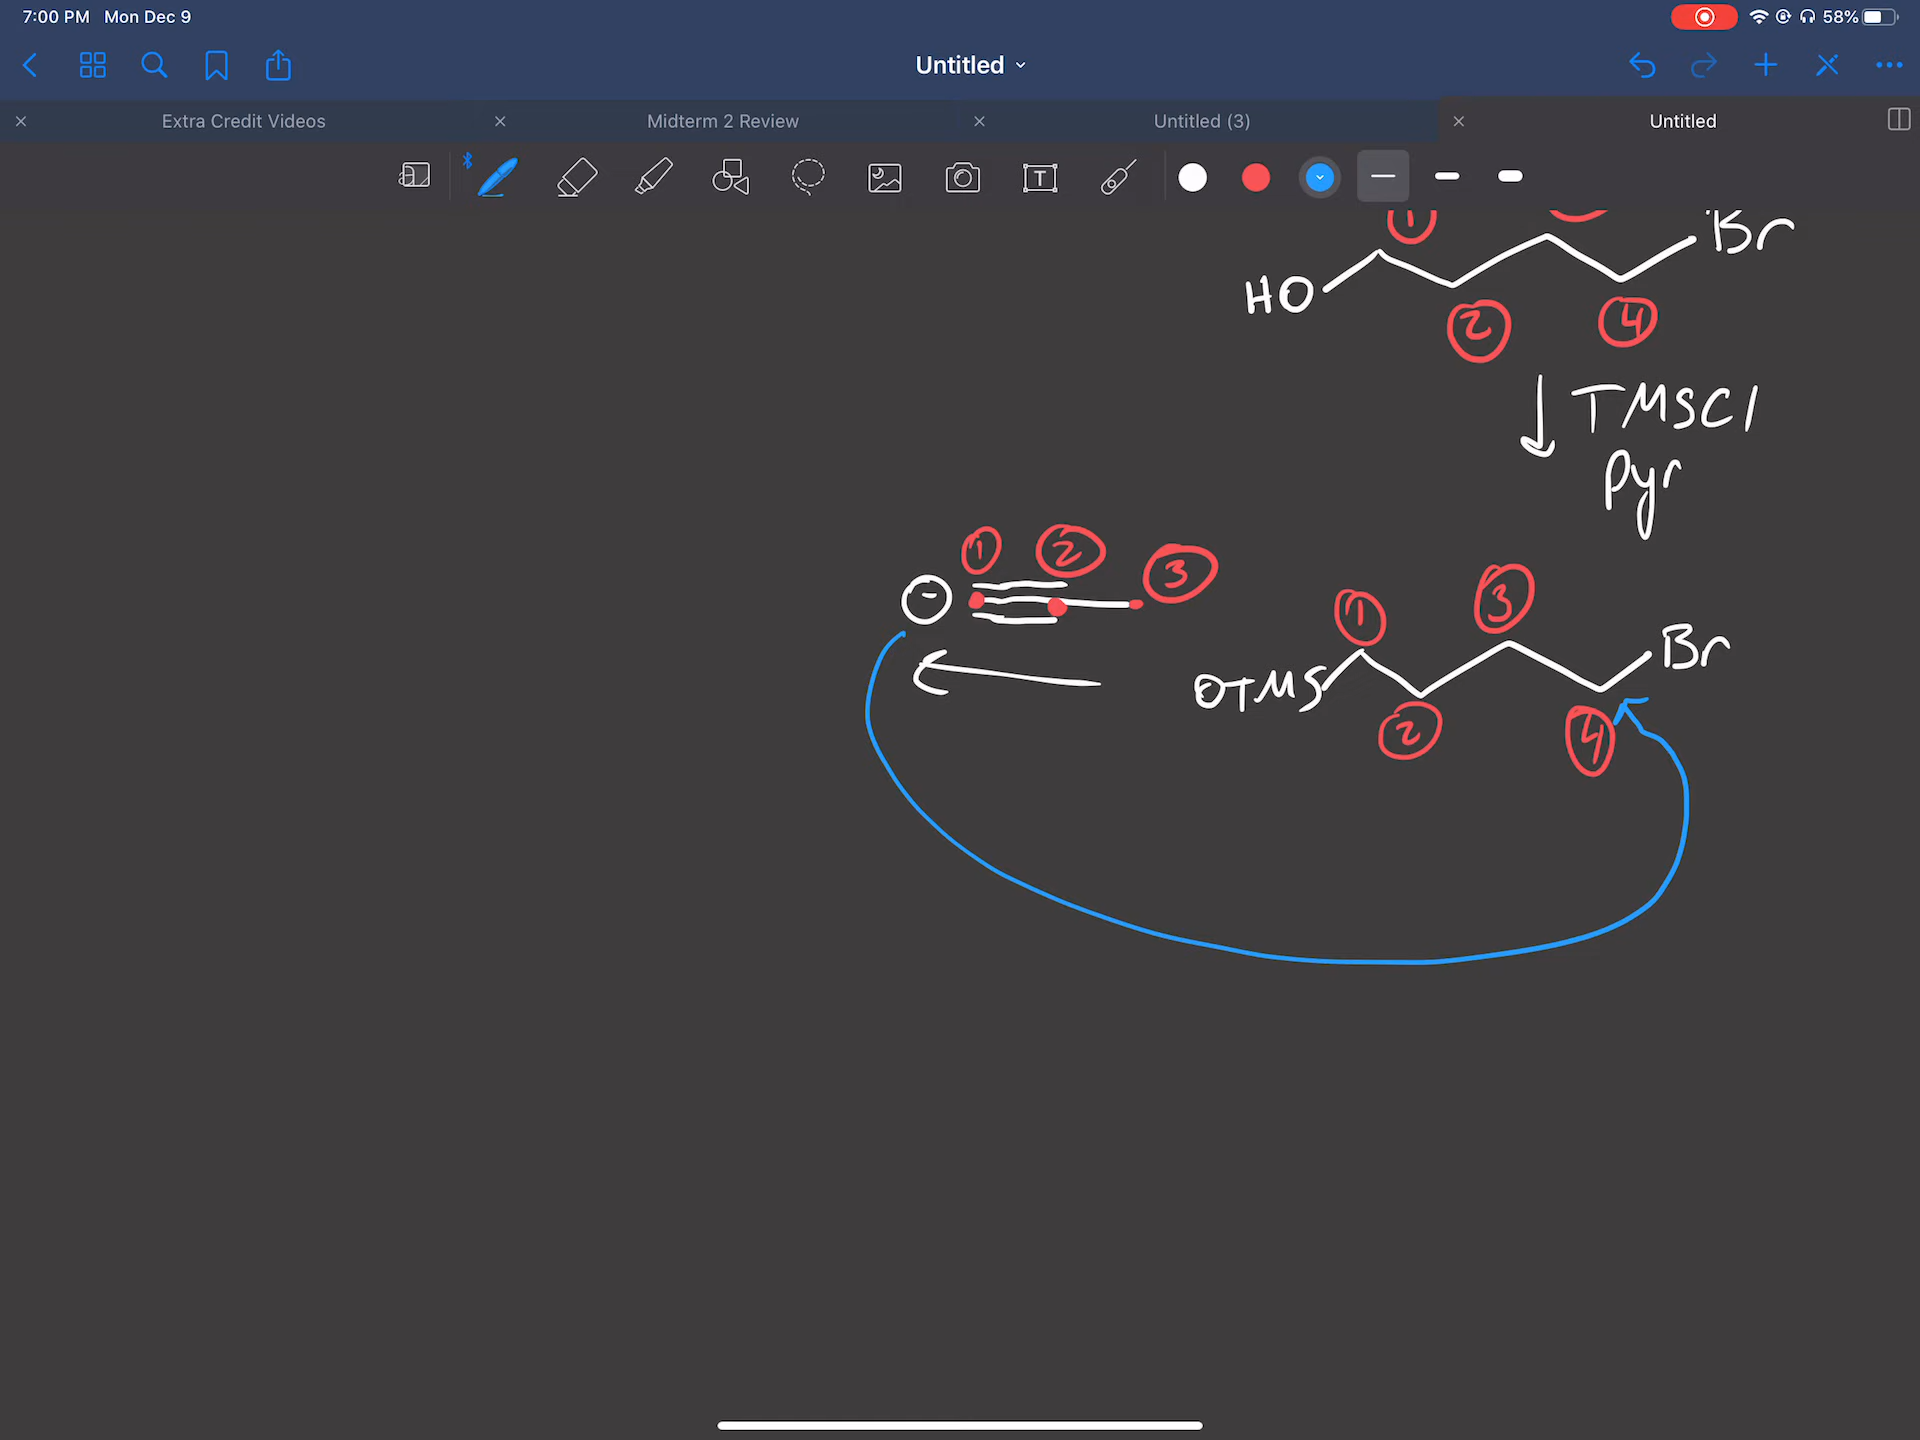 7:00 PM Mon Dec 9
58%
Untitled
Extra Credit Videos
Midterm 2 Review
Untitled (3)
Untitled
T
1
Br
HO
2
4
TMSCl
Pyr
1 2 3
-
1 3
Br
OTMS
2 4